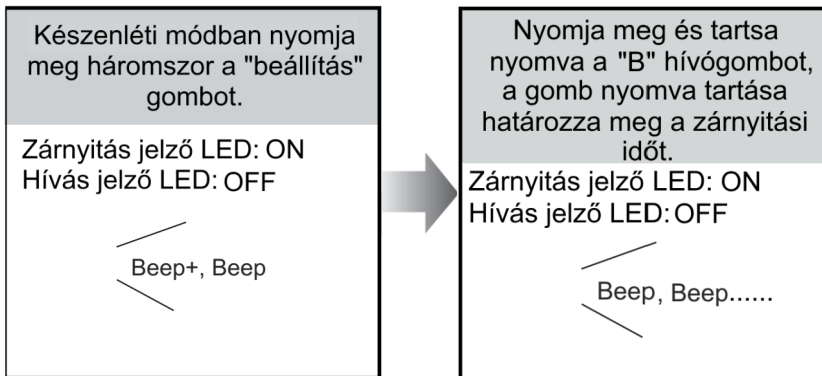 Készenléti módban nyomja
meg háromszor a "beállítás"
gombot.
Zárnyitás jelző LED: ON
Hívás jelző LED: OFF
Beep+, Beep
Nyomja meg és tartsa
nyomva a "B" hívógombot,
a gomb nyomva tartása
határozza meg a zárnyitási
időt.
Zárnyitás jelző LED: ON
Hívás jelző LED: OFF
Beep, Beep......